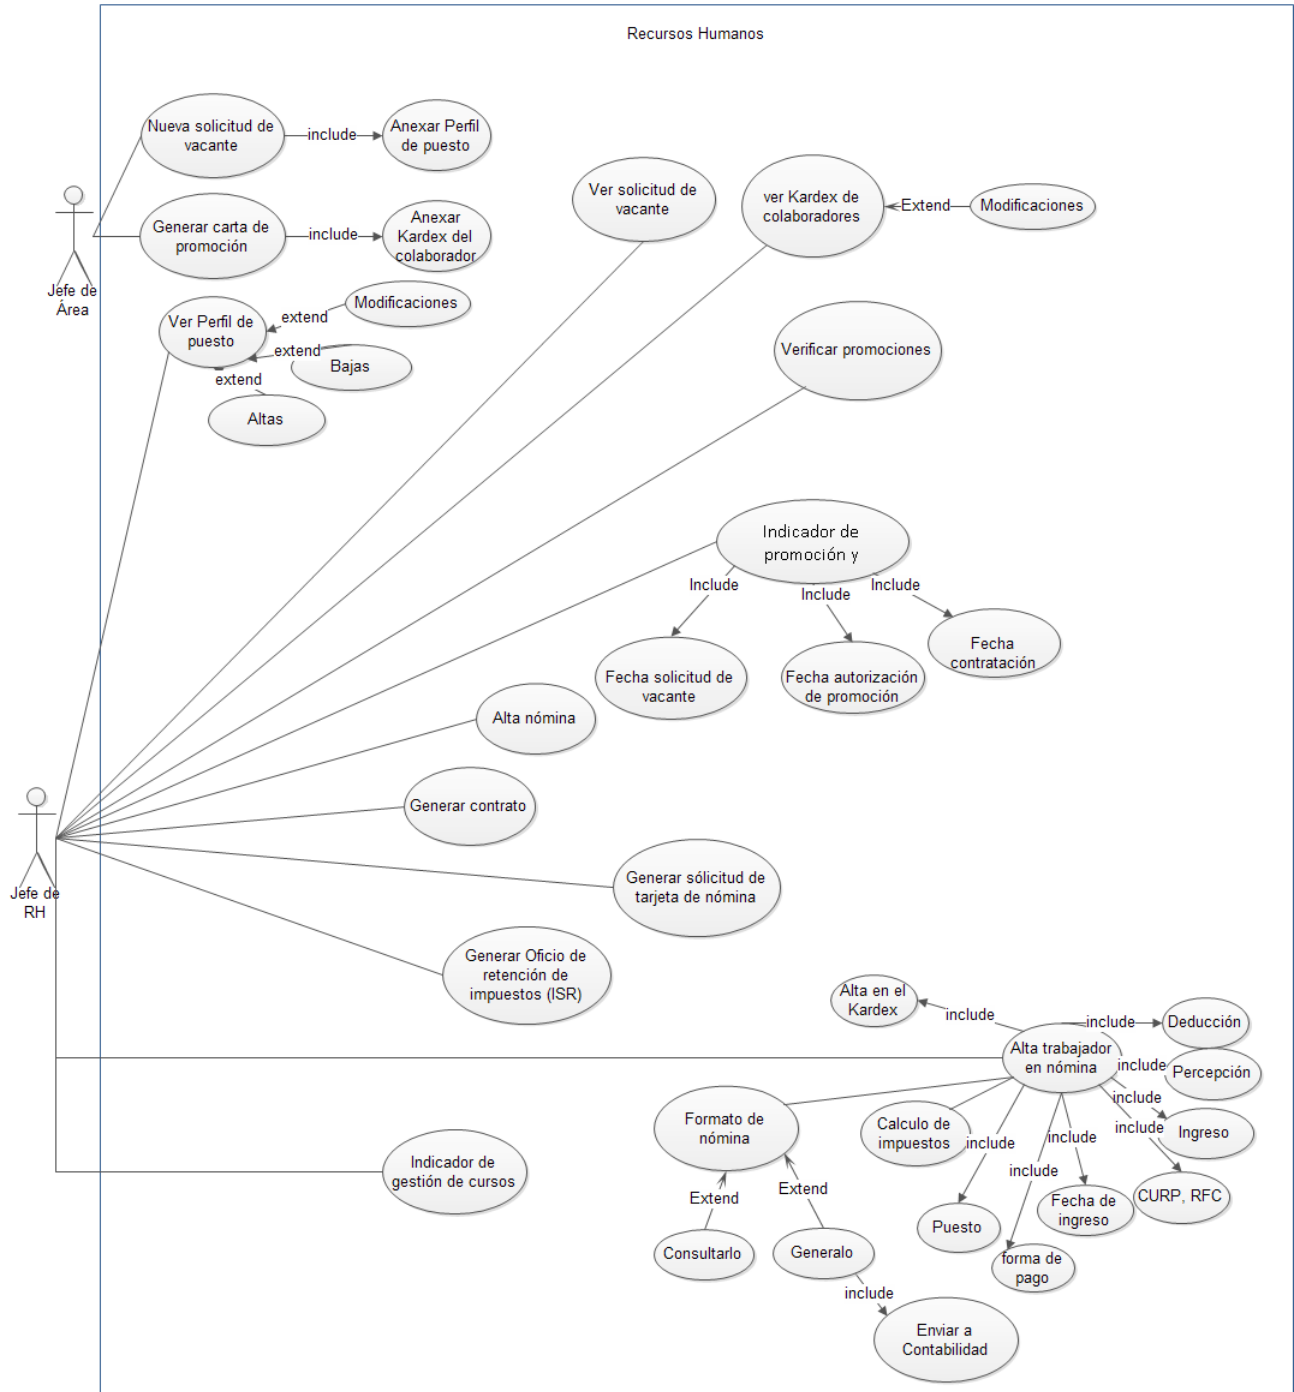 Recursos Humanos
Nueva solicitud de
vacante
include
Anexar Perfil
de puesto
Ver solicitud de
vacante
ver Kardex de
colaboradores
Extend
Modificaciones
Generar carta de
promoción
include
Anexar
Kardex del
colaborador
Jefe de
Área
Ver Perfil de
puesto
extend
Modificaciones
extend
Bajas
extend
Altas
Verificar promociones
Indicador de
promoción y
Include
Include
Include
Fecha solicitud de
vacante
Fecha autorización
de promoción
Fecha
contratación
Alta nómina
Generar contrato
Jefe de
RH
Generar sólicitud de
tarjeta de nómina
Generar Oficio de
retención de
impuestos (ISR)
Alta en el
Kardex
include
include
Deducción
Alta trabajador
en nómina
include
Percepción
include
Ingreso
include
CURP, RFC
Formato de
nómina
Calculo de
impuestos
include
include
include
Indicador de
gestión de cursos
Extend
Extend
Puesto
Fecha de
ingreso
Consultarlo
Generalo
forma de
pago
include
Enviar a
Contabilidad